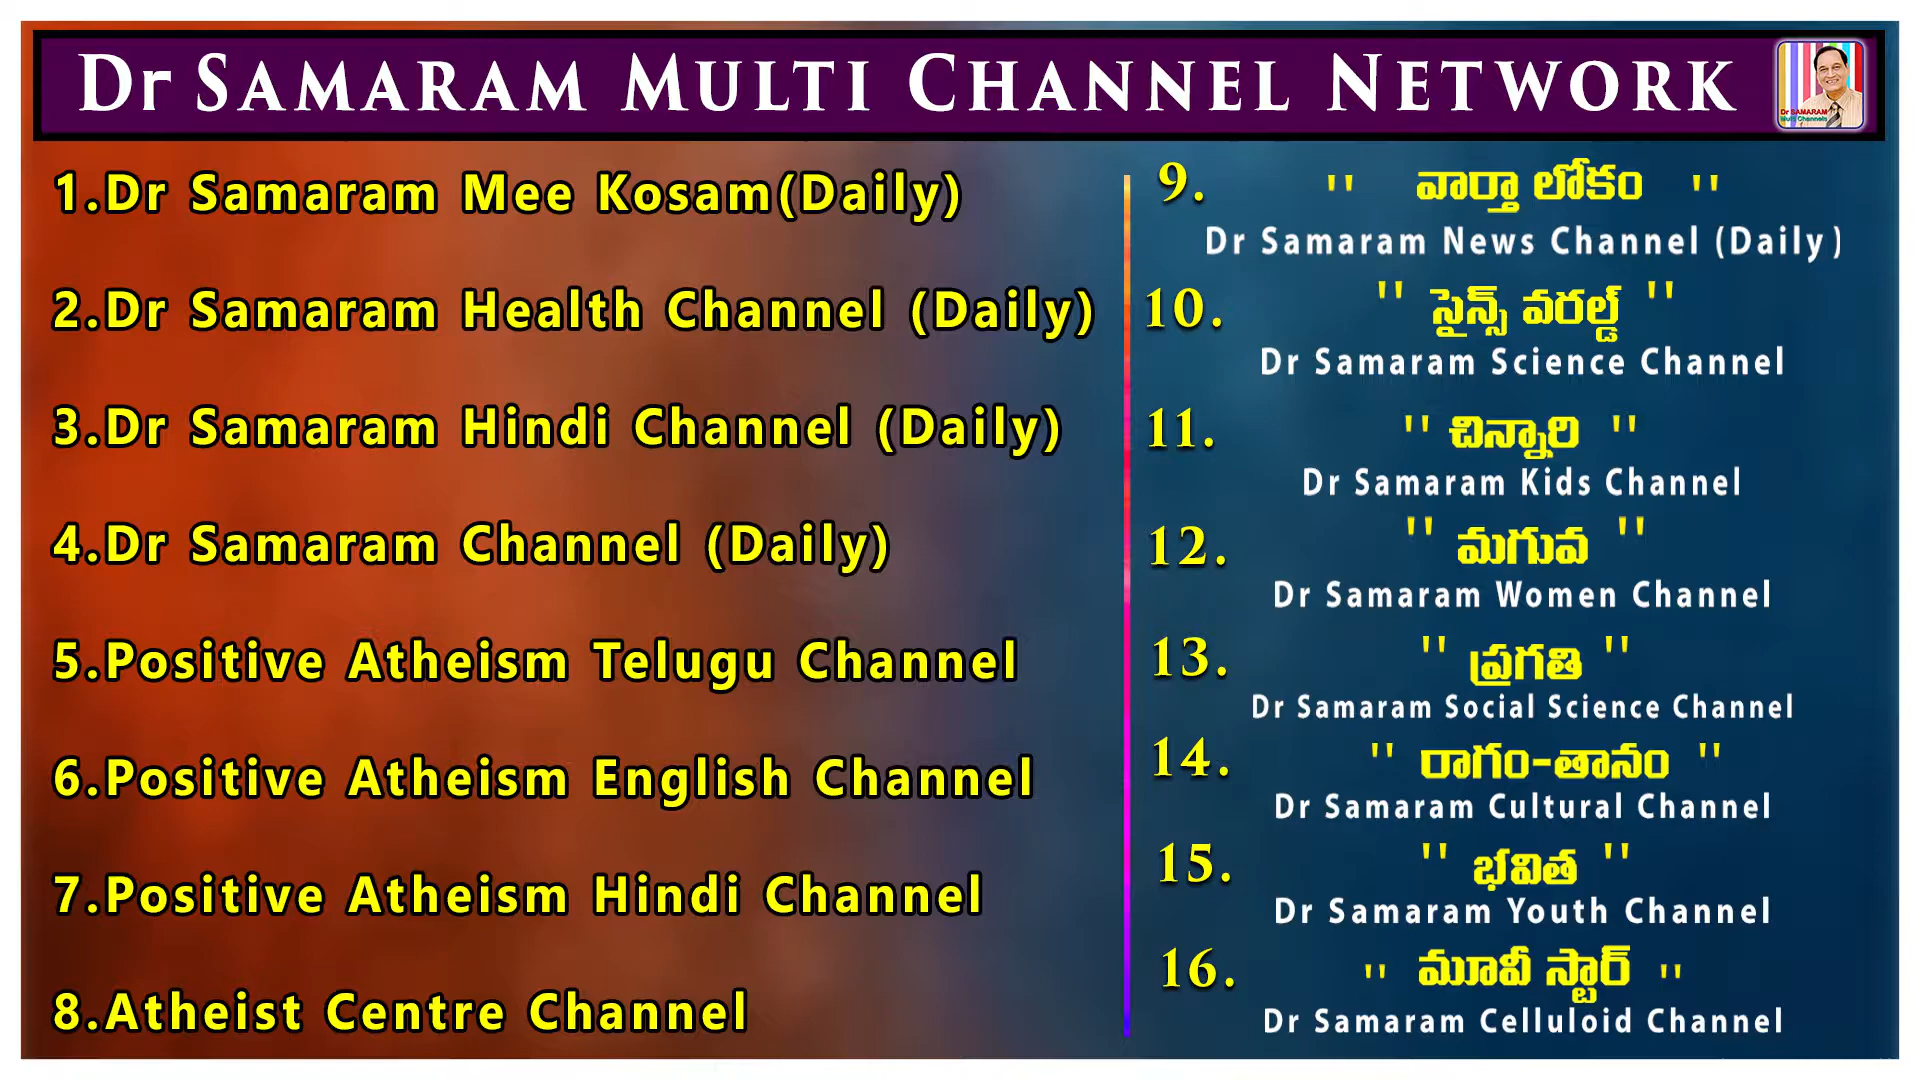 Dr SAMARAM MULTI CHANNEL NETWORK
Dr SAMARAM
Multi Channels
1.Dr Samaram Mee Kosam(Daily)
2.Dr Samaram Health Channel (Daily)
3.Dr Samaram Hindi Channel (Daily)
4.Dr Samaram Channel (Daily)
5.Positive Atheism Telugu Channel
6.Positive Atheism English Channel
7.Positive Atheism Hindi Channel
8.Atheist Centre Channel
9. '' వార్తా లోకం ''
Dr Samaram News Channel (Daily)
10. '' సైన్స్ వరల్డ్ ''
Dr Samaram Science Channel
11. '' చిన్నారి ''
Dr Samaram Kids Channel
12. '' మగువ ''
Dr Samaram Women Channel
13. '' ప్రగతి ''
Dr Samaram Social Science Channel
14. '' రాగం-తానం ''
Dr Samaram Cultural Channel
15. '' భవిత ''
Dr Samaram Youth Channel
16. '' మూవీ స్టార్ ''
Dr Samaram Celluloid Channel